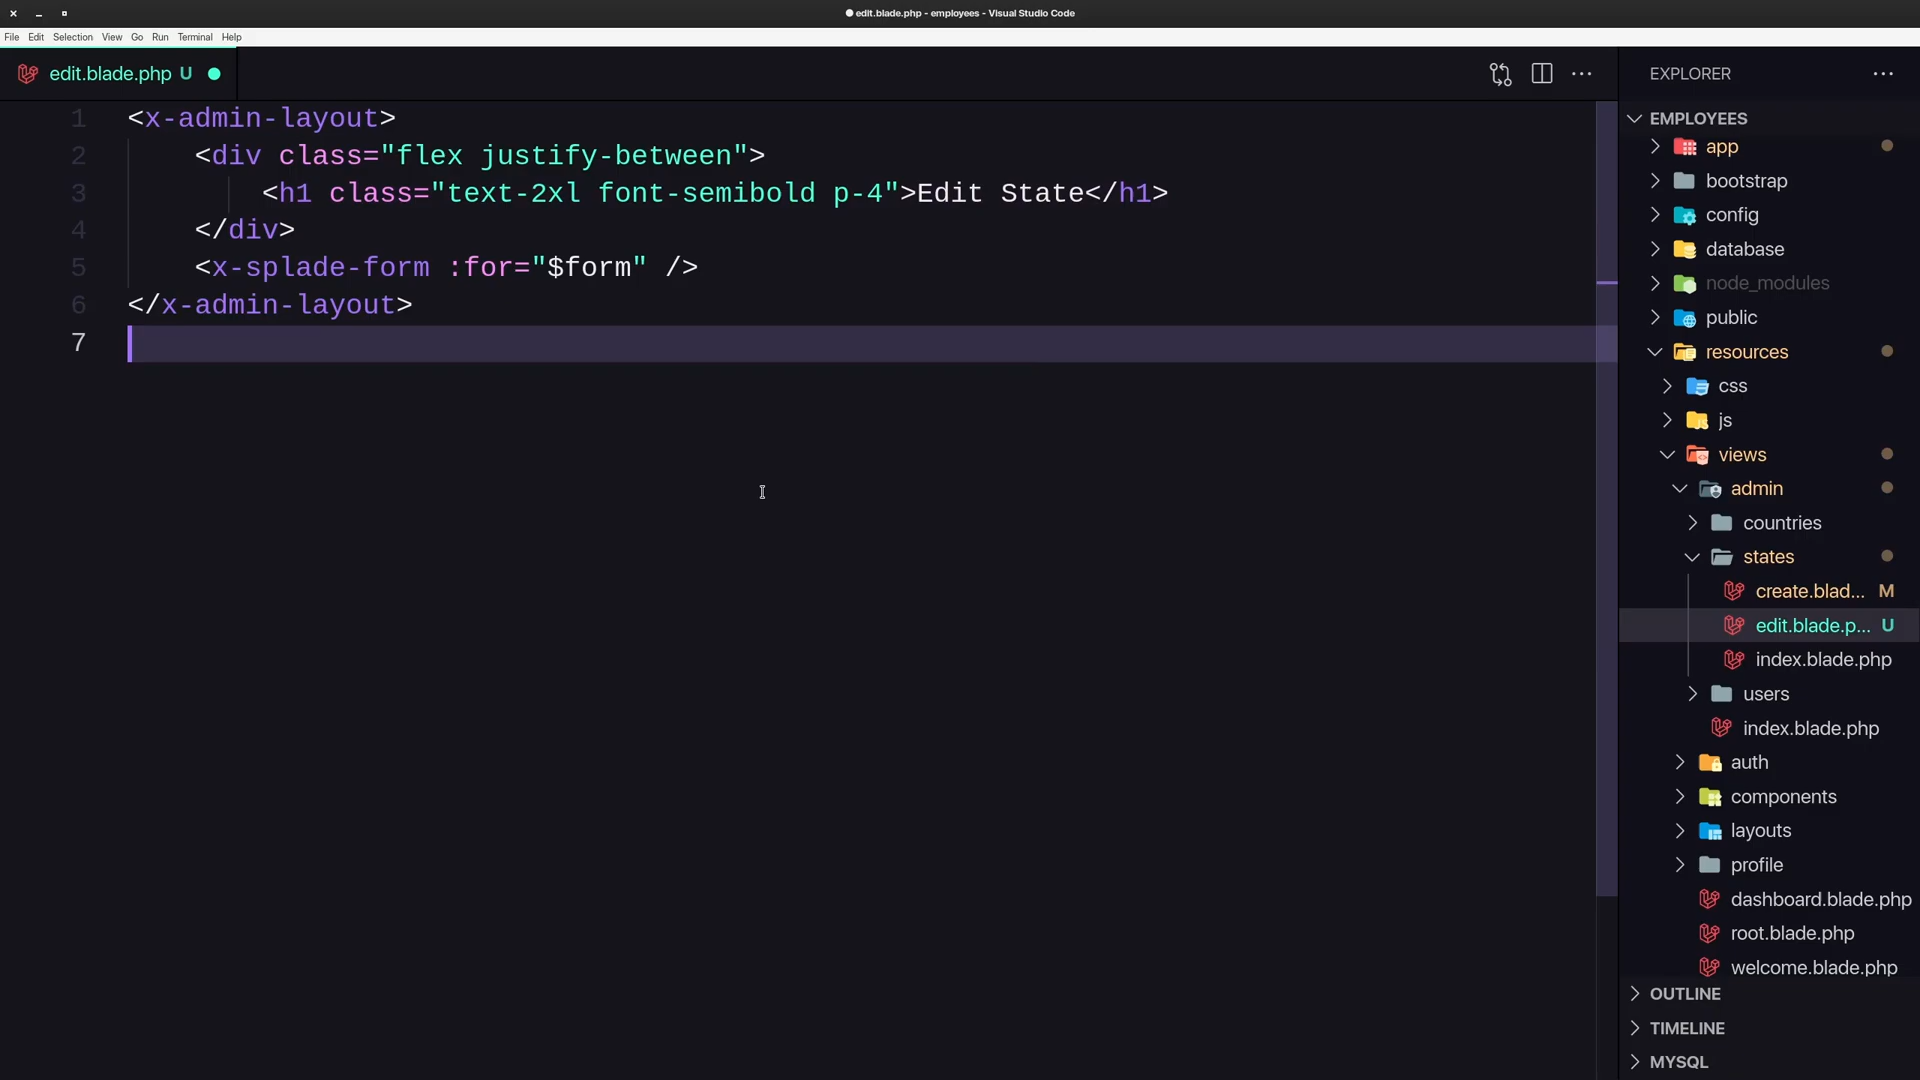 edit.blade.php - employees - Visual Studio Code
File Edit Selection View Go Run Terminal Help
edit.blade.php U
1 <x-admin-layout>
2 <div class="flex justify-between">
3 <h1 class="text-2xl font-semibold p-4">Edit State</h1>
4 </div>
5 <x-splade-form :for="$form" />
6 </x-admin-layout>
7
EXPLORER
EMPLOYEES
app
bootstrap
config
database
node_modules
public
resources
css
js
views
admin
countries
states
create.blad... M
edit.blade.p... U
index.blade.php
users
index.blade.php
auth
components
layouts
profile
dashboard.blade.php
root.blade.php
welcome.blade.php
OUTLINE
TIMELINE
MYSQL